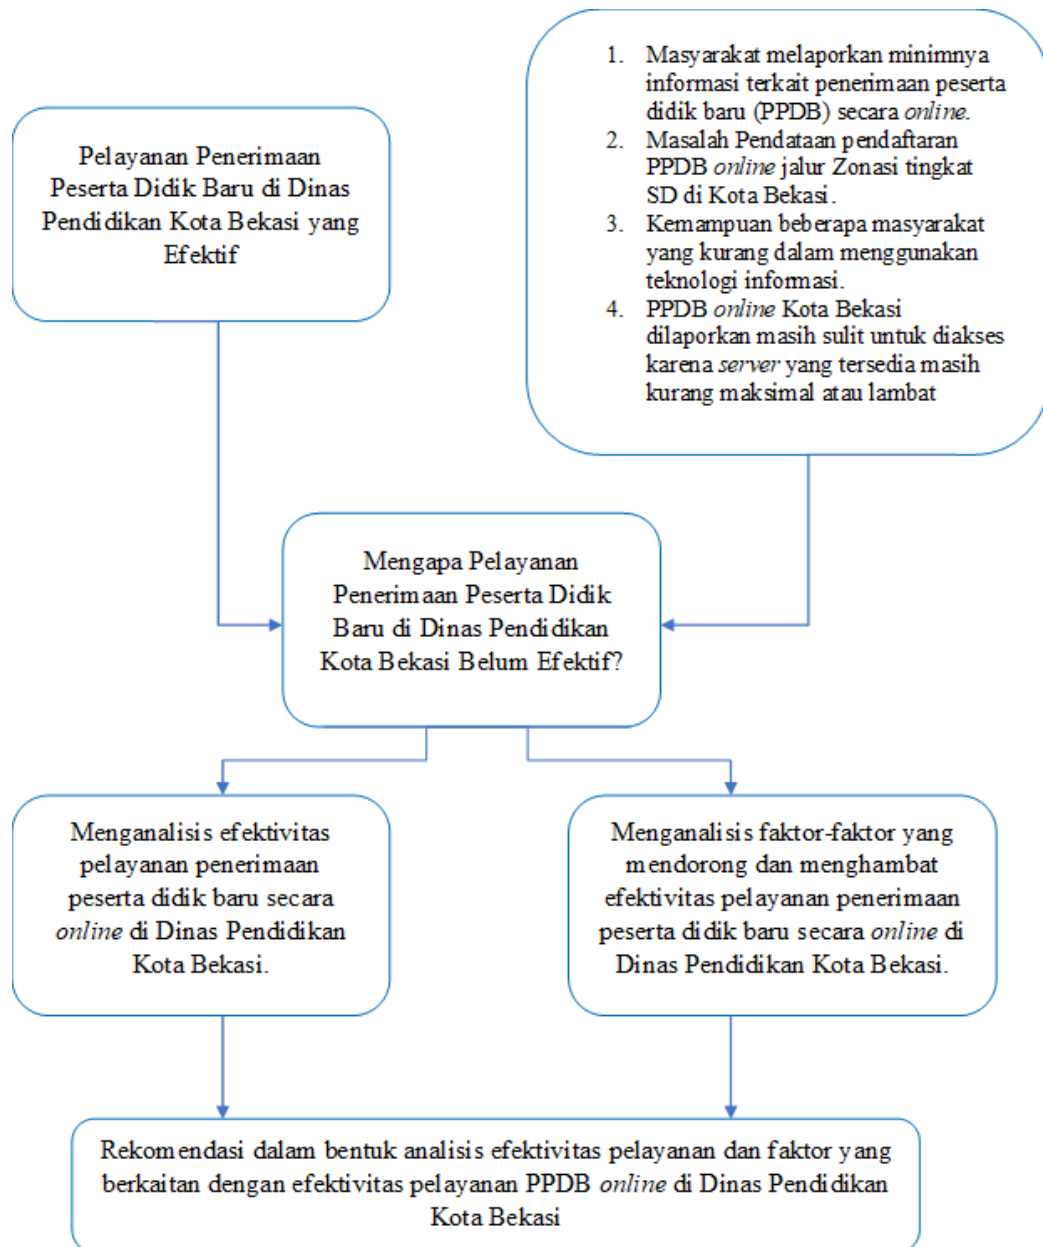 Pelayanan Penerimaan
Peserta Didik Baru di Dinas
Pendidikan Kota Bekasi yang
Efektif
1. Masyarakat melaporkan minimnya
informasi terkait penerimaan peserta
didik baru (PPDB) secara online.
2. Masalah Pendataan pendaftaran
PPDB online jalur Zonasi tingkat
SD di Kota Bekasi.
3. Kemampuan beberapa masyarakat
yang kurang dalam menggunakan
teknologi informasi.
4. PPDB online Kota Bekasi
dilaporkan masih sulit untuk diakses
karena server yang tersedia masih
kurang maksimal atau lambat
Mengapa Pelayanan
Penerimaan Peserta Didik
Baru di Dinas Pendidikan
Kota Bekasi Belum Efektif?
Menganalisis efektivitas
pelayanan penerimaan
peserta didik baru secara
online di Dinas Pendidikan
Kota Bekasi.
Menganalisis faktor-faktor yang
mendorong dan menghambat
efektivitas pelayanan penerimaan
peserta didik baru secara online di
Dinas Pendidikan Kota Bekasi.
Rekomendasi dalam bentuk analisis efektivitas pelayanan dan faktor yang
berkaitan dengan efektivitas pelayanan PPDB online di Dinas Pendidikan
Kota Bekasi